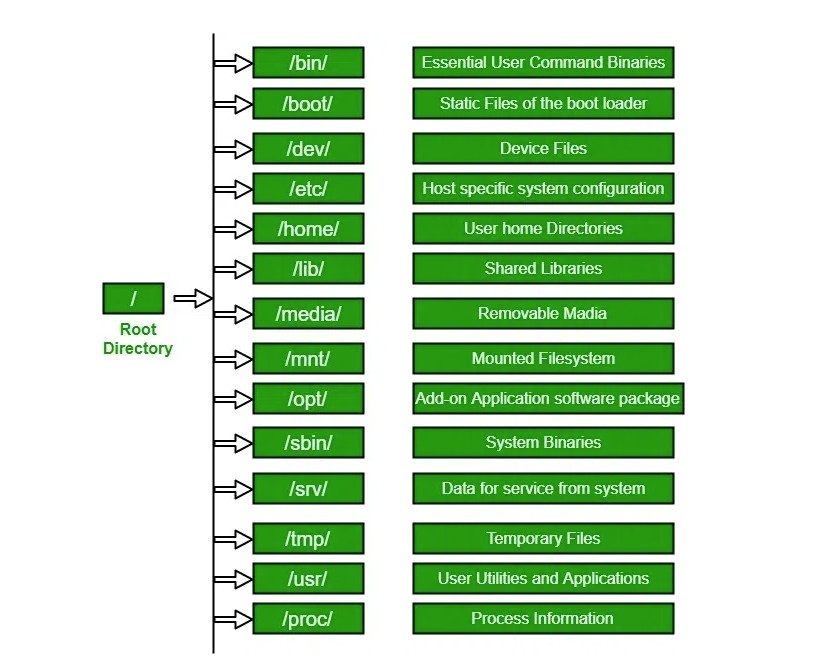 /bin/ Essential User Command Binaries
/boot/ Static Files of the boot loader
/dev/ Device Files
/etc/ Host specific system configuration
/home/ User home Directories
/lib/ Shared Libraries
/
Root
Directory
/media/ Removable Madia
/mnt/ Mounted Filesystem
/opt/ Add-on Application software package
/sbin/ System Binaries
/srv/ Data for service from system
/tmp/ Temporary Files
/usr/ User Utilities and Applications
/proc/ Process Information